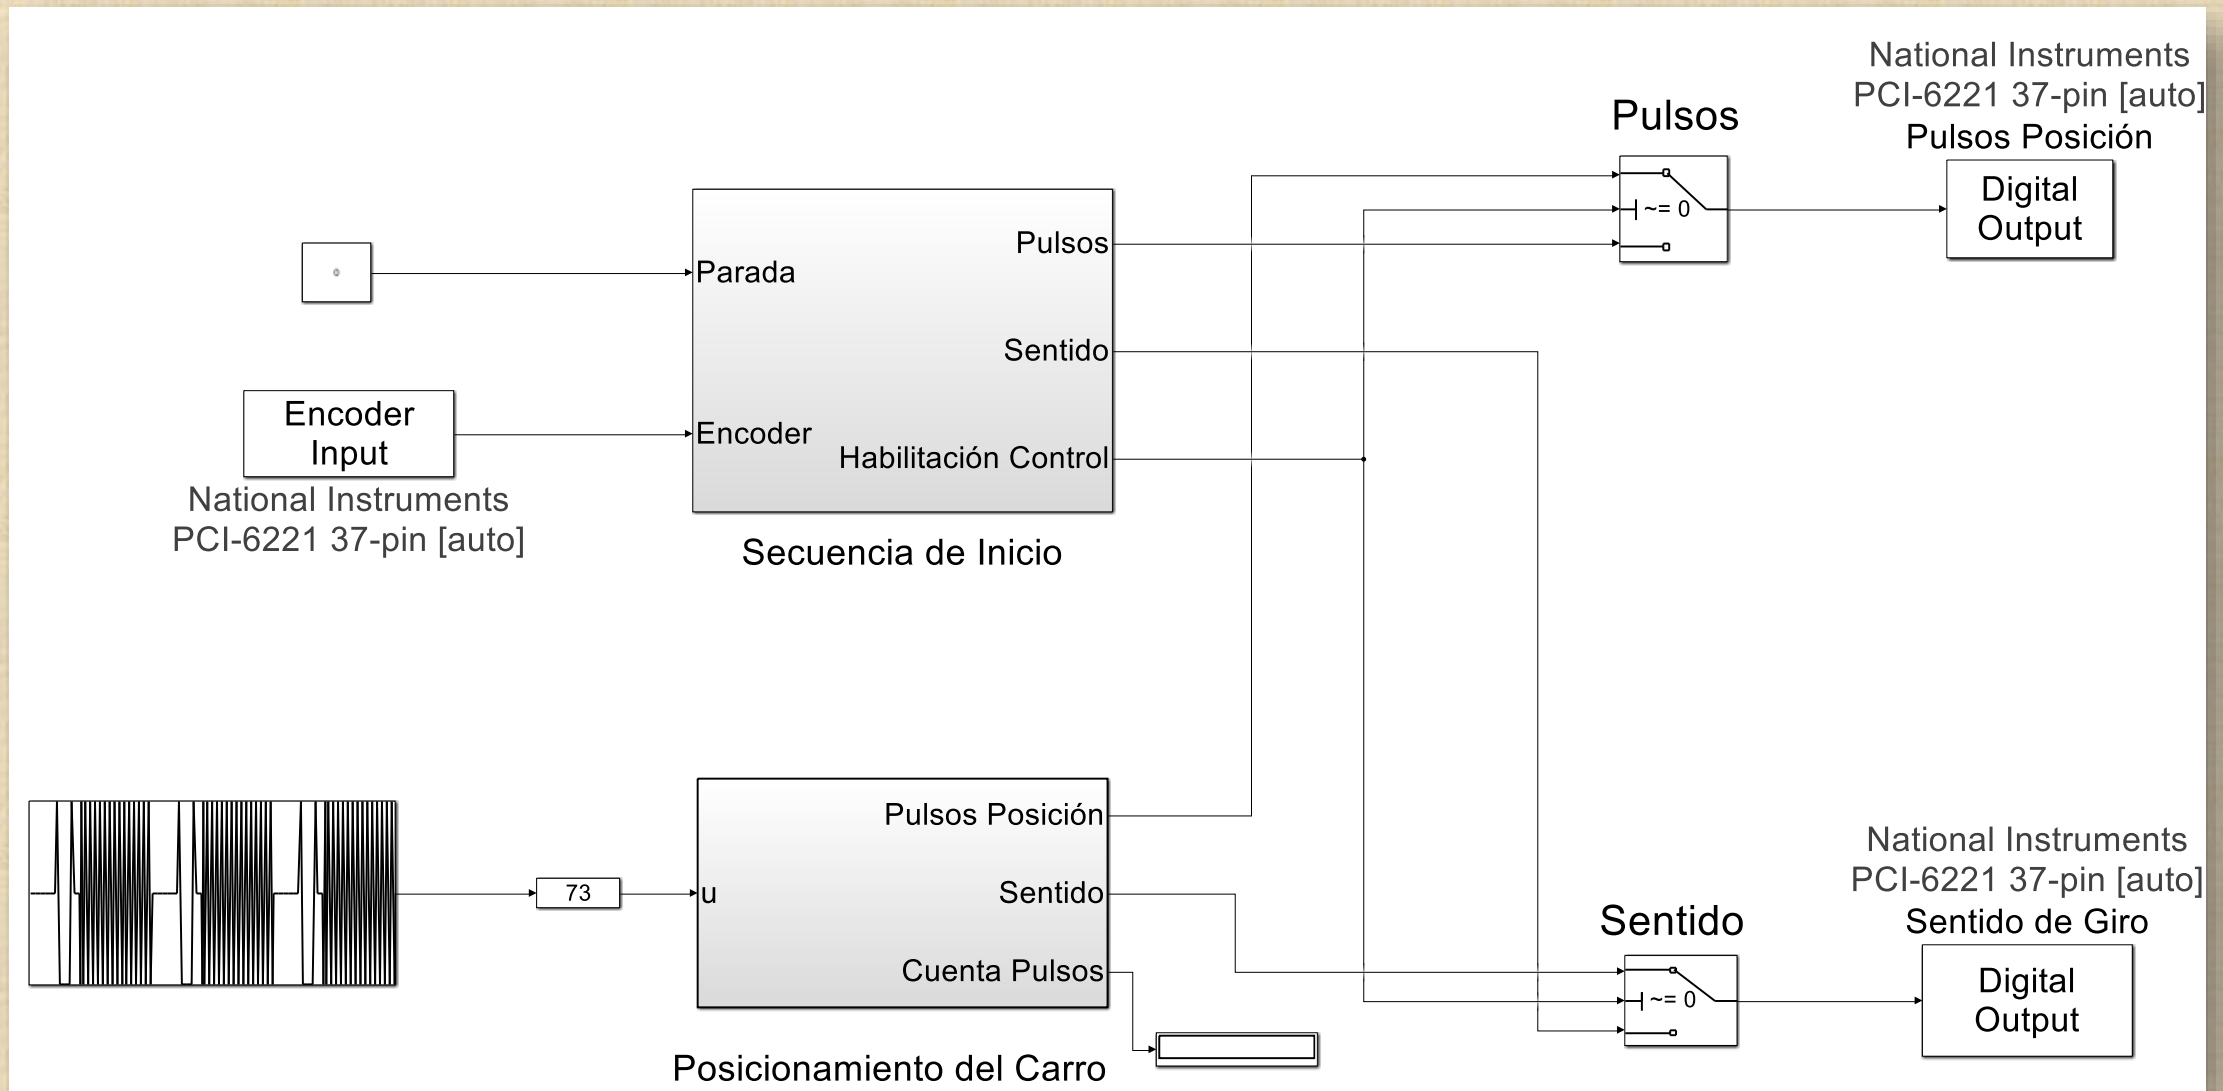 National Instruments
PCI-6221 37-pin [auto]
Pulsos Posición
Pulsos
~= 0
Digital
Output
Parada
Encoder
Pulsos
Sentido
Habilitación Control
Secuencia de Inicio
Encoder
Input
National Instruments
PCI-6221 37-pin [auto]
73
u
Pulsos Posición
Sentido
Cuenta Pulsos
Posicionamiento del Carro
National Instruments
PCI-6221 37-pin [auto]
Sentido de Giro
Sentido
~= 0
Digital
Output